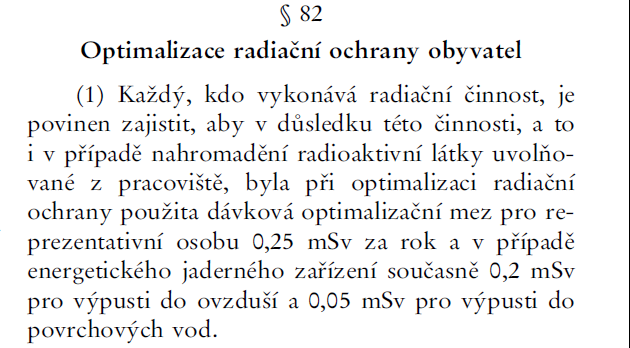 § 82
Optimalizace radiační ochrany obyvatel
(1) Každý, kdo vykonává radiační činnost, je
povinen zajistit, aby v důsledku této činnosti, a to
i v případě nahromadění radioaktivní látky uvolňo-
vané z pracoviště, byla při optimalizaci radiační
ochrany použita dávková optimalizační mez pro re-
prezentativní osobu 0,25 mSv za rok a v případě
energetického jaderného zařízení současně 0,2 mSv
pro výpusti do ovzduší a 0,05 mSv pro výpusti do
povrchových vod.